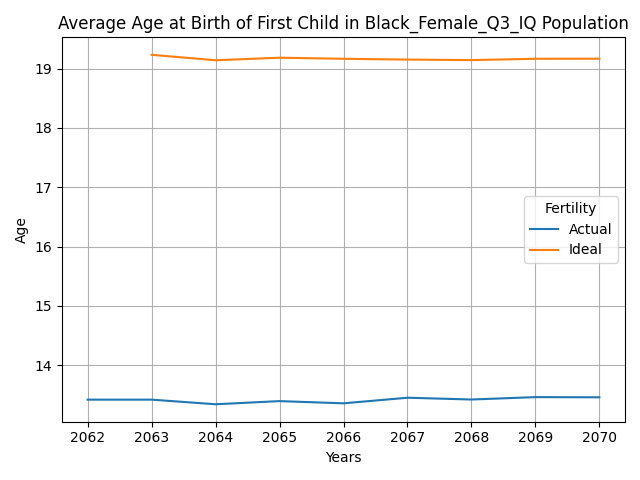 Average Age at Birth of First Child in Black_Female_Q3_IQ Population
19
18
17
16
15
14
Age
Fertility
Actual
Ideal
2062 2063 2064 2065 2066 2067 2068 2069 2070
Years